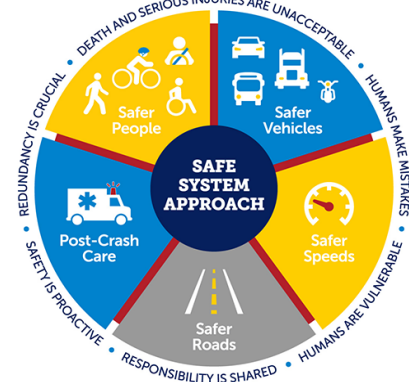 DEATH AND SERIOUS INJURIES ARE UNACCEPTABLE
HUMANS MAKE MISTAKES
HUMANS ARE VULNERABLE
RESPONSIBILITY IS SHARED
SAFETY IS PROACTIVE
REDUNDANCY IS CRUCIAL
Safer
People
Safer
Vehicles
SAFE
SYSTEM
APPROACH
Post-Crash
Care
Safer
Speeds
Safer
Roads